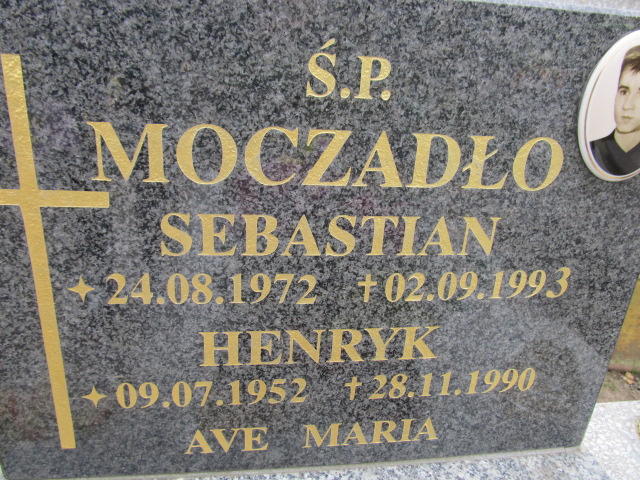 Ś.P.
MOCZADŁO
SEBASTIAN
✦24.08.1972 ✝02.09.1993
HENRYK
✦09.07.1952 ✝28.11.1990
AVE MARIA